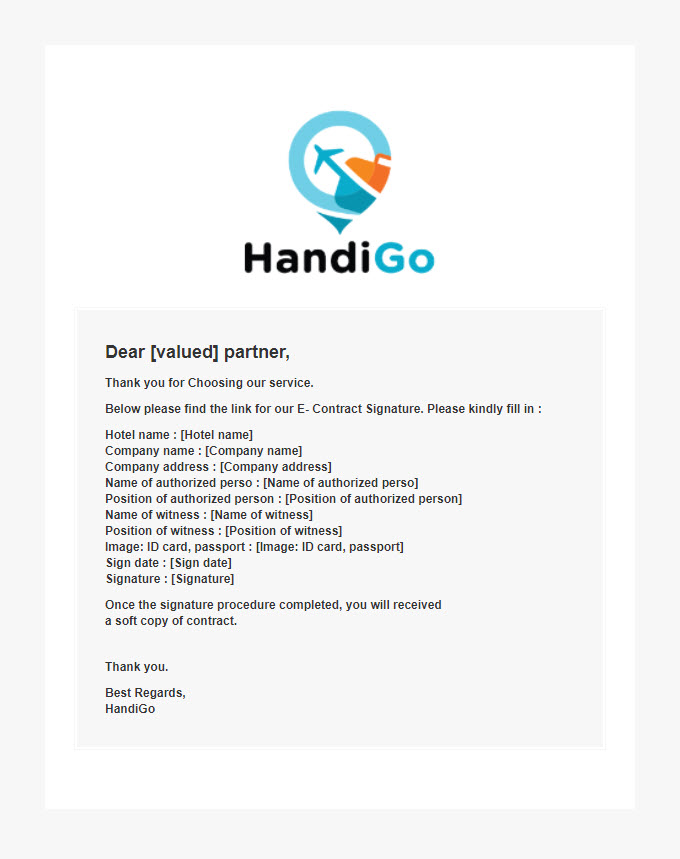 HandiGo
Dear [valued] partner,
Thank you for Choosing our service.
Below please find the link for our E- Contract Signature. Please kindly fill in :
Hotel name : [Hotel name]
Company name : [Company name]
Company address : [Company address]
Name of authorized perso : [Name of authorized perso]
Position of authorized person : [Position of authorized person]
Name of witness : [Name of witness]
Position of witness : [Position of witness]
Image: ID card, passport : [Image: ID card, passport]
Sign date : [Sign date]
Signature : [Signature]
Once the signature procedure completed, you will received
a soft copy of contract.
Thank you.
Best Regards,
HandiGo